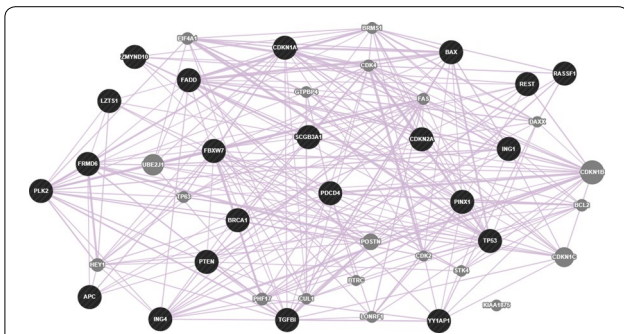 EIF4A1
BRMS1
ZMYND10
CDKN1A
BAX
CDK4
FADD
RASSF1
REST
GTPBP4
FAS
LZTS1
DAXX
SCGB3A1
CDKN2A
FBXW7
ING1
FRMD6
UBE2J1
CDKN1B
PLK2
TP63
PDCD4
PINX1
BCL2
BRCA1
POSTN
TP53
CDK2
CDKN1C
PTEN
HEY1
STK4
BTRC
APC
PHF17
CUL1
KIAA1875
ING4
TGFBI
LONRF1
YY1AP1